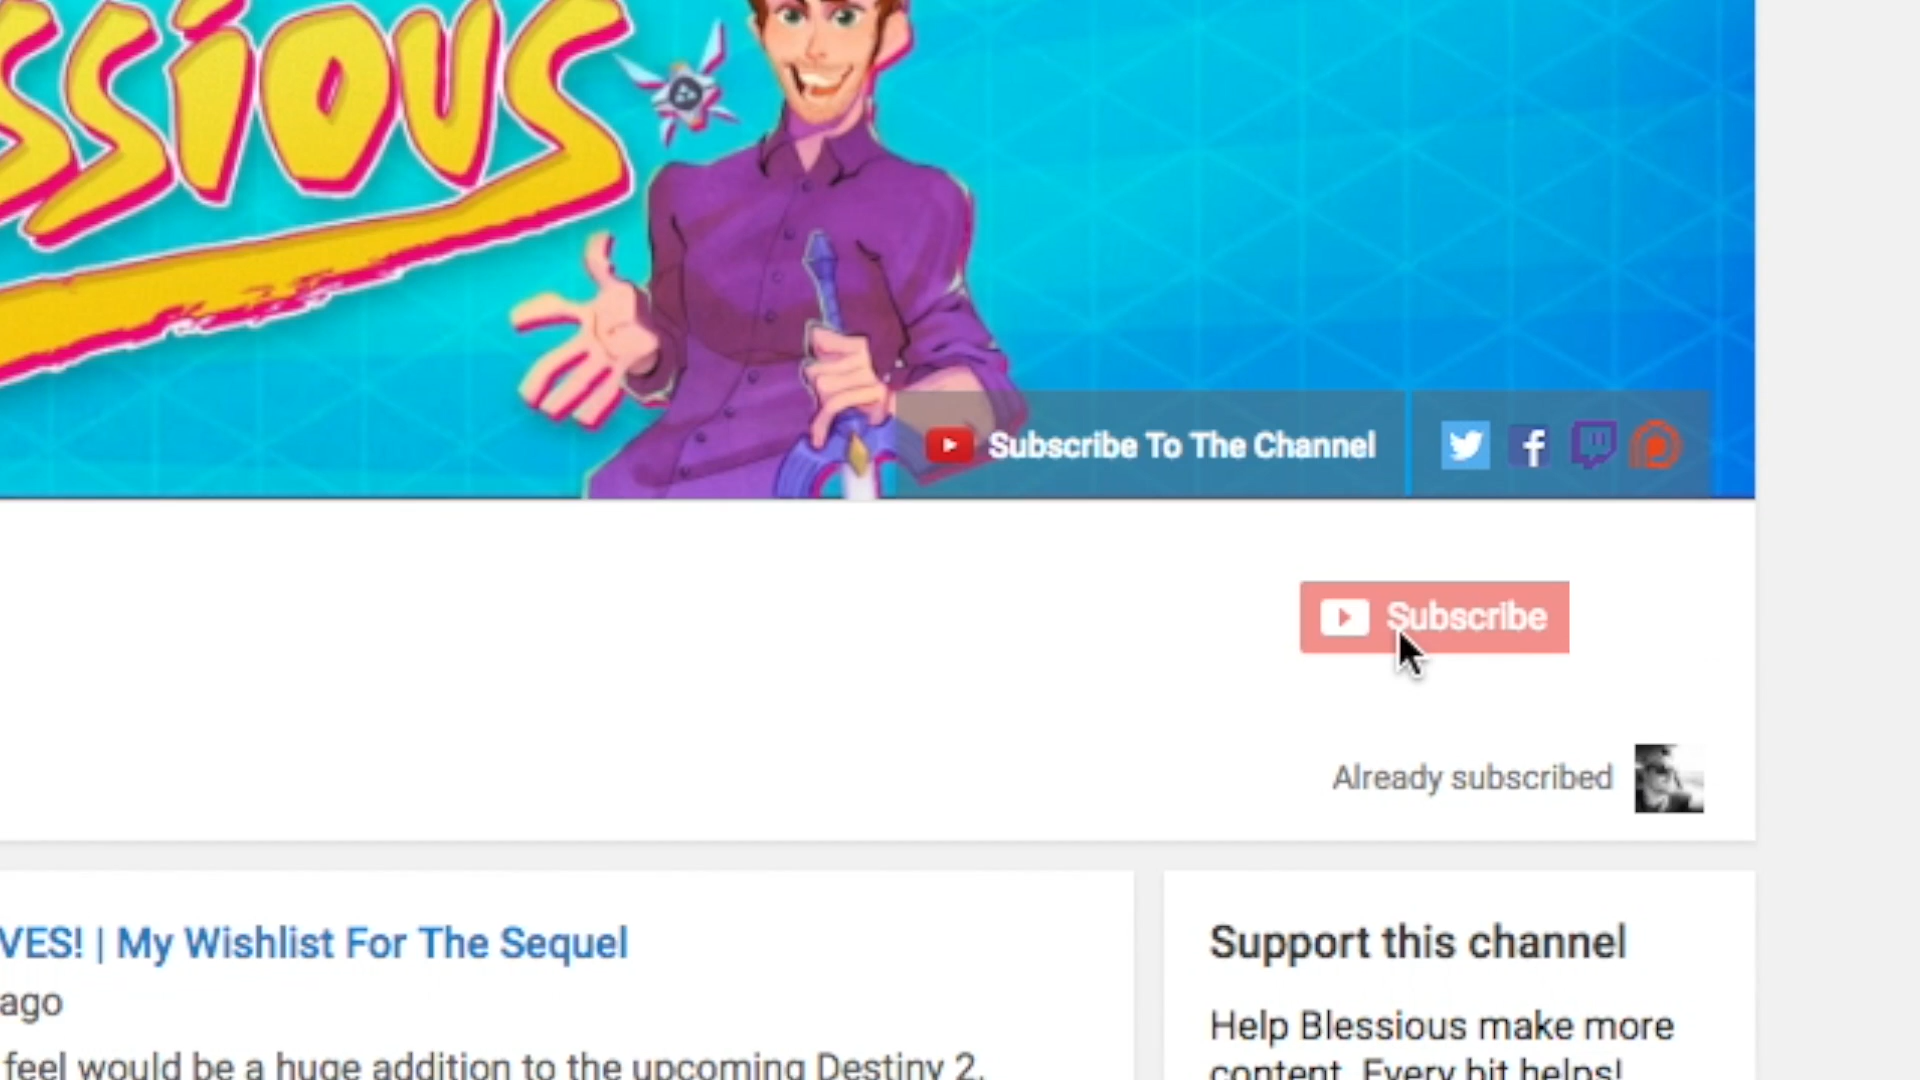 ssious
Subscribe To The Channel
Subscribe
Already subscribed
VES! | My Wishlist For The Sequel
ago
feel would be a huge addition to the upcoming Destiny 2.
Support this channel
Help Blessious make more
content. Every bit helps!